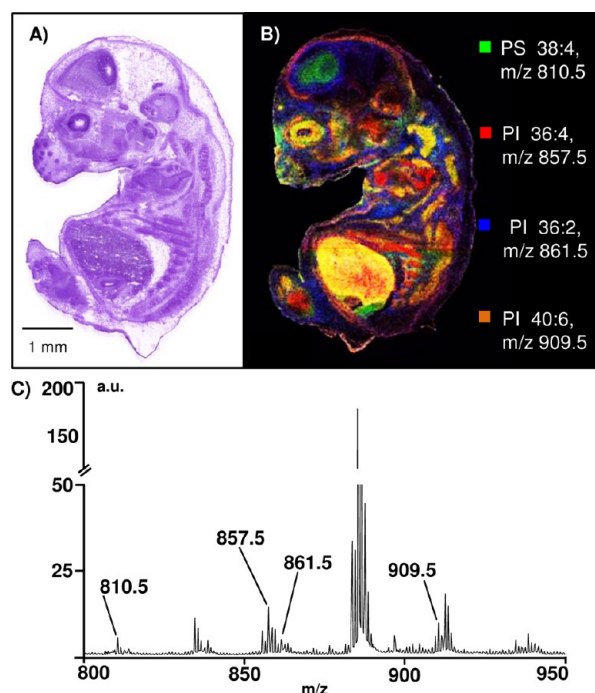 A)
1 mm
B)
PS 38:4,
m/z 810.5
PI 36:4,
m/z 857.5
PI 36:2,
m/z 861.5
PI 40:6,
m/z 909.5
C)
200
a.u.
150
50
25
810.5
857.5
861.5
909.5
800
850
900
950
m/z